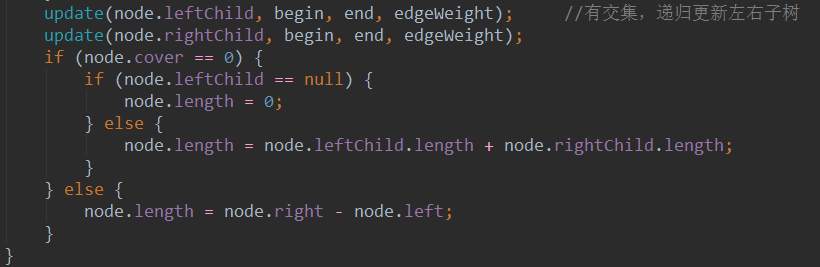 update(node.leftChild, begin, end, edgeWeight);     //有交集，递归更新左右子树
update(node.rightChild, begin, end, edgeWeight);
if (node.cover == 0) {
    if (node.leftChild == null) {
        node.length = 0;
    } else {
        node.length = node.leftChild.length + node.rightChild.length;
    }
} else {
    node.length = node.right - node.left;
}
}